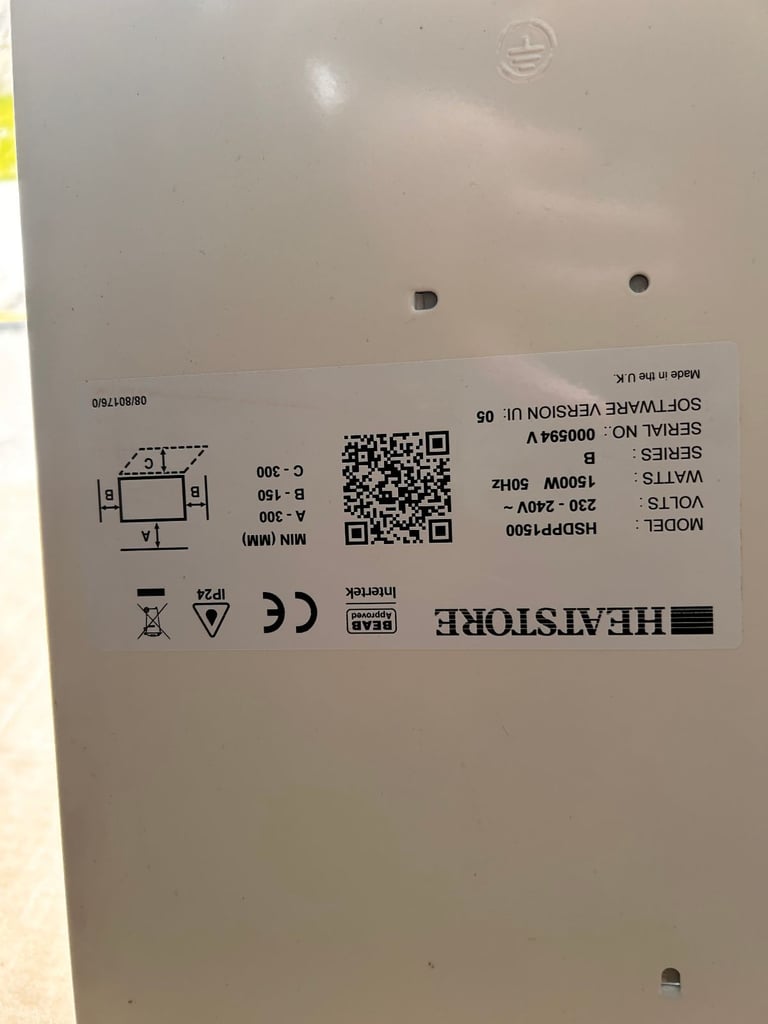 HEATSTORE
BEAB
Approved
Intertek
CE
IP24
MODEL : HSDPP1500
VOLTS : 230 - 240V ~
WATTS : 1500W 50Hz
SERIES : B
SERIAL NO.: 000594 V
SOFTWARE VERSION UI: 05
Made in the U.K.
MIN (MM)
A - 300
B - 150
C - 300
A
B B
C
08/80176/0